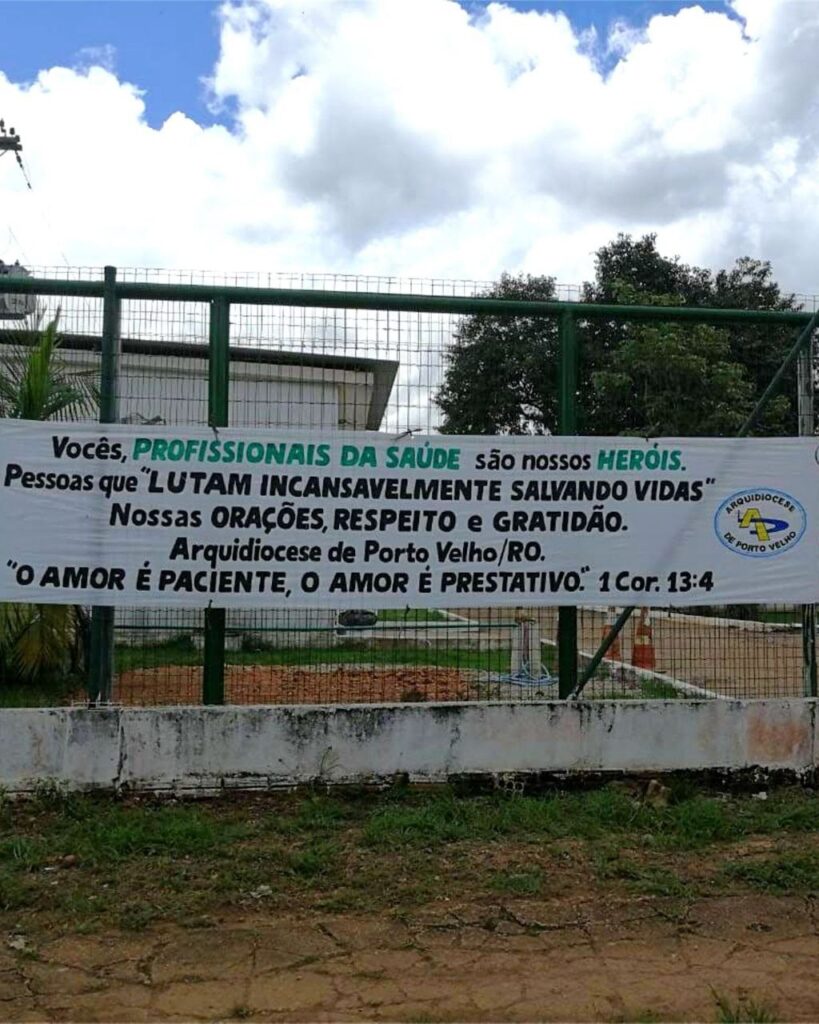 Vocês, PROFISSIONAIS DA SAÚDE são nossos HERÓIS.
Pessoas que "LUTAM INCANSAVELMENTE SALVANDO VIDAS"
Nossas ORAÇÕES, RESPEITO e GRATIDÃO.
Arquidiocese de Porto Velho/RO.
"O AMOR É PACIENTE, O AMOR É PRESTATIVO." 1 Cor. 13:4
ARQUIDIOCESE
AP
DE PORTO VELHO